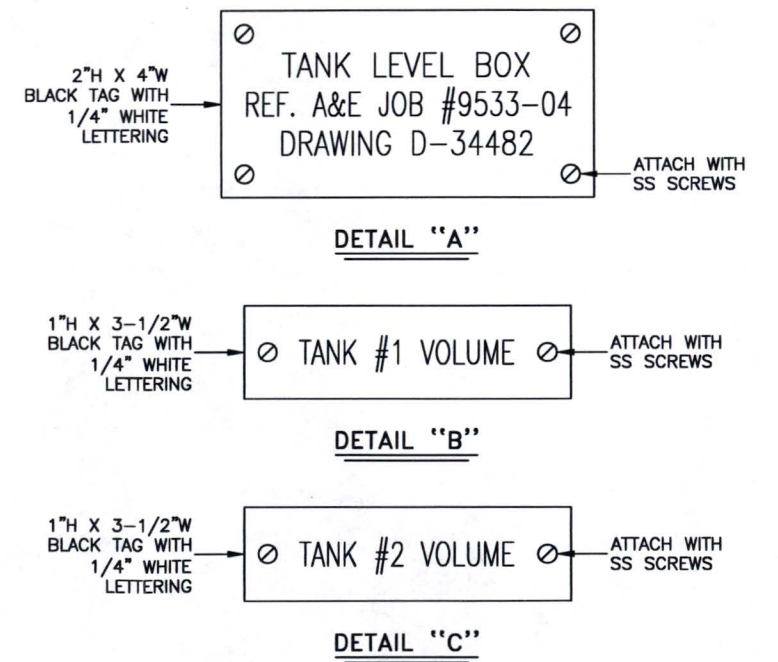 2"H X 4"W
BLACK TAG WITH
1/4" WHITE
LETTERING
TANK LEVEL BOX
REF. A&E JOB #9533-04
DRAWING D-34482
ATTACH WITH
SS SCREWS
DETAIL "A"
1"H X 3-1/2"W
BLACK TAG WITH
1/4" WHITE
LETTERING
TANK #1 VOLUME
ATTACH WITH
SS SCREWS
DETAIL "B"
1"H X 3-1/2"W
BLACK TAG WITH
1/4" WHITE
LETTERING
TANK #2 VOLUME
ATTACH WITH
SS SCREWS
DETAIL "C"